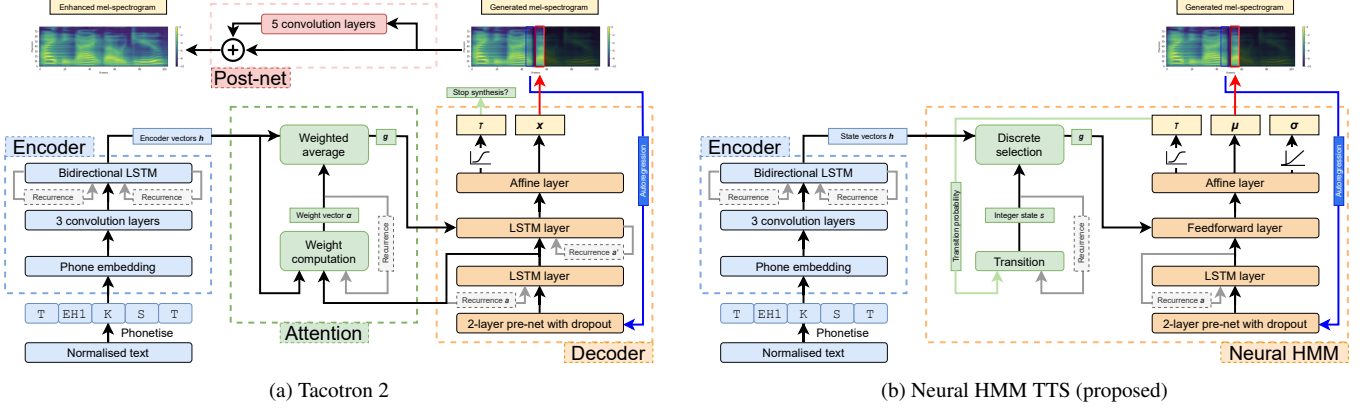 Enhanced mel-spectrogram
5 convolution layers
+
Post-net
Generated mel-spectrogram
Stop synthesis?
Encoder
Encoder vectors h
Bidirectional LSTM
Recurrence
Recurrence
3 convolution layers
Phone embedding
T EH1 K S T
Phonetise
Normalised text
Weighted
average
g
Weight vector α
Recurrence
Weight
computation
Attention
τ
x
Autoregression
Affine layer
LSTM layer
Recurrence a'
LSTM layer
Recurrence a
2-layer pre-net with dropout
Decoder
(a) Tacotron 2
Generated mel-spectrogram
Encoder
State vectors h
Bidirectional LSTM
Recurrence
Recurrence
3 convolution layers
Phone embedding
T EH1 K S T
Phonetise
Normalised text
Transition probability
Discrete
selection
g
Integer state s
Recurrence
Transition
τ
μ
σ
Autoregression
Affine layer
Feedforward layer
LSTM layer
Recurrence a
2-layer pre-net with dropout
Neural HMM
(b) Neural HMM TTS (proposed)